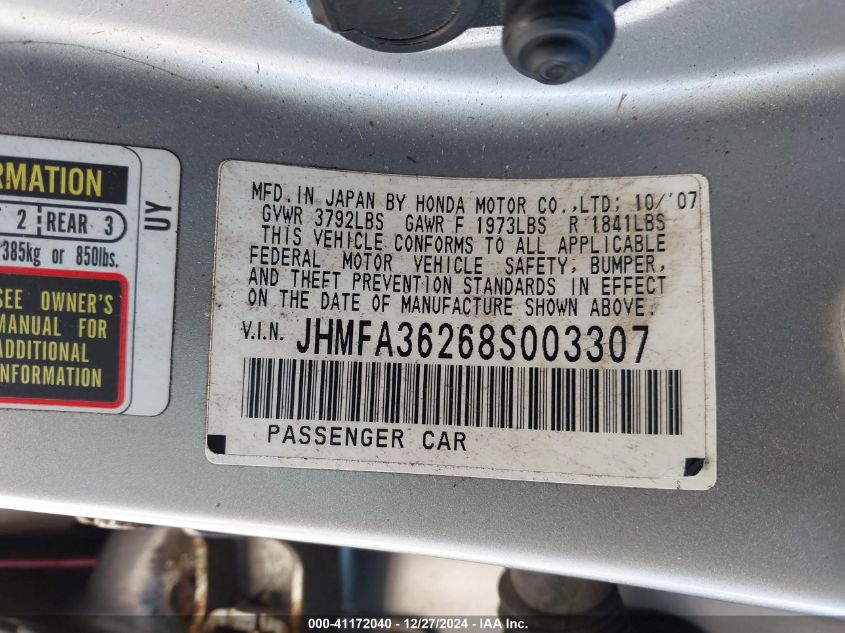 RMATION
2 REAR 3
385kg or 850lbs.
SEE OWNER'S
MANUAL FOR
ADDITIONAL
INFORMATION
UY
MFD. IN JAPAN BY HONDA MOTOR CO.,LTD; 10/'07
GVWR 3792LBS GAWR F 1973LBS R 1841LBS
THIS VEHICLE CONFORMS TO ALL APPLICABLE
FEDERAL MOTOR VEHICLE SAFETY, BUMPER,
AND THEFT PREVENTION STANDARDS IN EFFECT
ON THE DATE OF MANUFACTURE SHOWN ABOVE.
V.I.N. JHMFA36268S003307
PASSENGER CAR
000-41172040 - 12/27/2024 - IAA Inc.